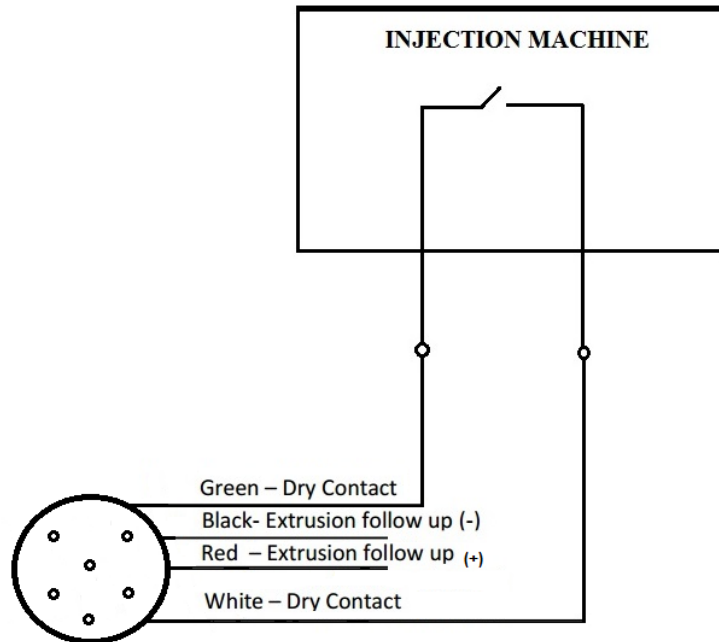 INJECTION MACHINE
Green – Dry Contact
Black- Extrusion follow up (-)
Red – Extrusion follow up (+)
White – Dry Contact